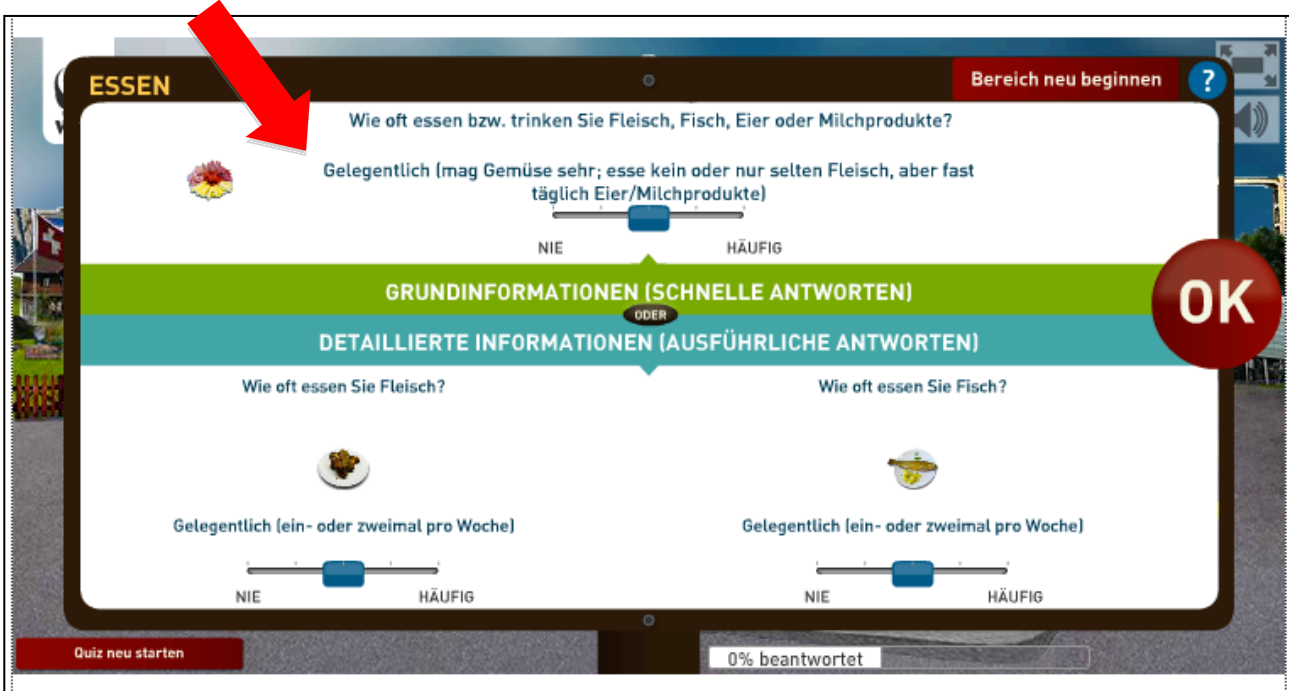 ESSEN
Bereich neu beginnen
?
Wie oft essen bzw. trinken Sie Fleisch, Fisch, Eier oder Milchprodukte?
Gelegentlich (mag Gemüse sehr; esse kein oder nur selten Fleisch, aber fast
täglich Eier/Milchprodukte)
NIE HÄUFIG
GRUNDINFORMATIONEN (SCHNELLE ANTWORTEN)
ODER
OK
DETAILLIERTE INFORMATIONEN (AUSFÜHRLICHE ANTWORTEN)
Wie oft essen Sie Fleisch? Wie oft essen Sie Fisch?
Gelegentlich (ein- oder zweimal pro Woche) Gelegentlich (ein- oder zweimal pro Woche)
NIE HÄUFIG NIE HÄUFIG
Quiz neu starten
0% beantwortet